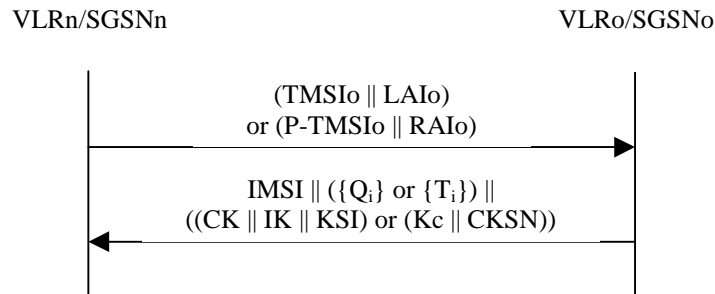 VLRn/SGSNn
VLRo/SGSNo
(TMSIo || LAIo)
or (P-TMSIo || RAIo)
IMSI || ({Qi} or {Ti}) ||
((CK || IK || KSI) or (Kc || CKSN))